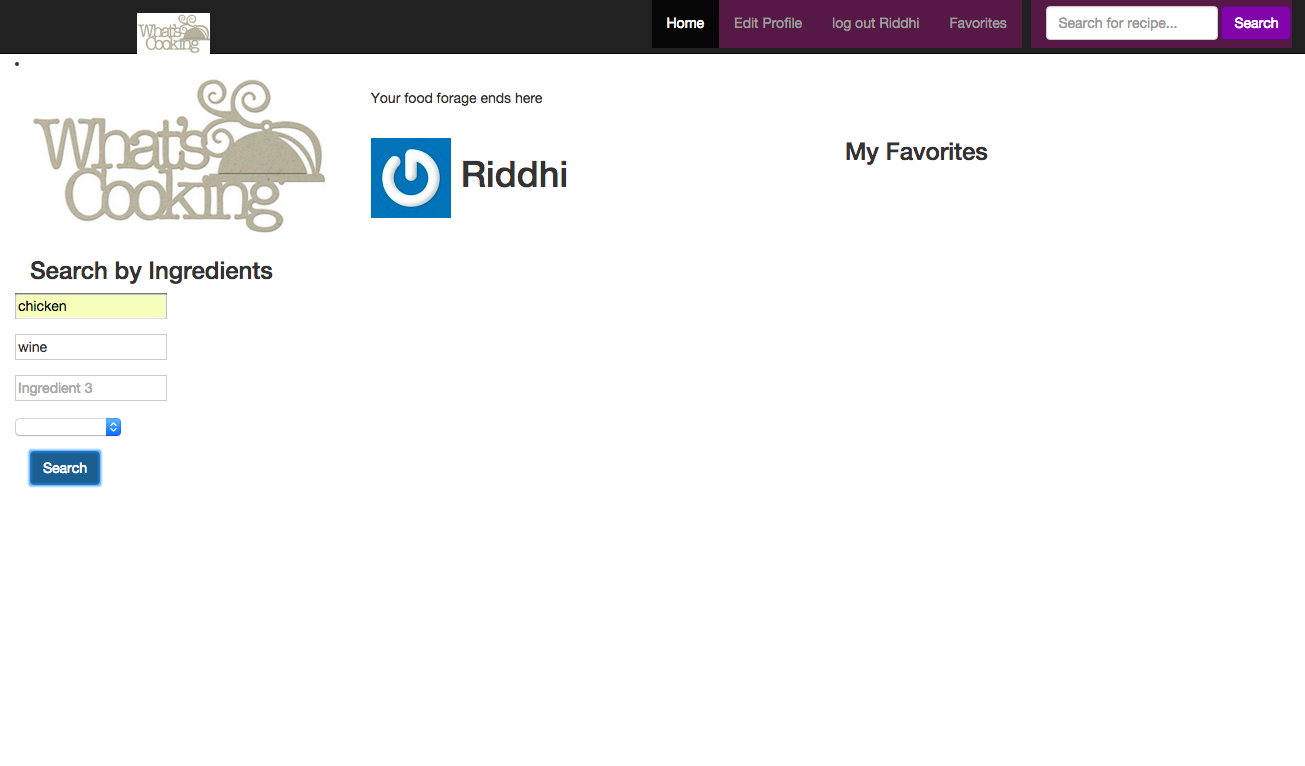 What's
Cooking
Home Edit Profile log out Riddhi Favorites Search for recipe... Search
What's
Cooking
Your food forage ends here
Riddhi
My Favorites
Search by Ingredients
chicken
wine
Ingredient 3
Search